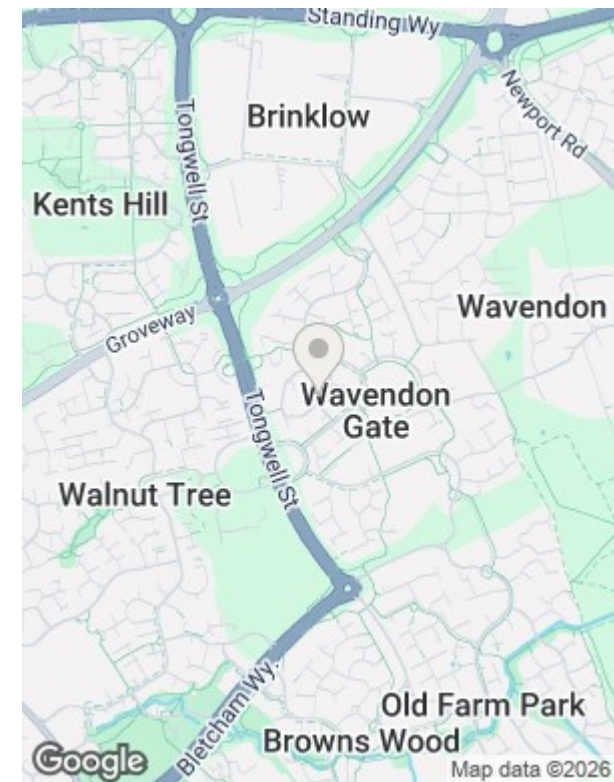 Standing Wy
Brinklow
Newport Rd
Tongwell St
Kents Hill
Wavendon
Groveway
Wavendon
Gate
Tongwell St
Walnut Tree
Bletcham Wy.
Old Farm Park
Browns Wood
Google
Map data ©2026